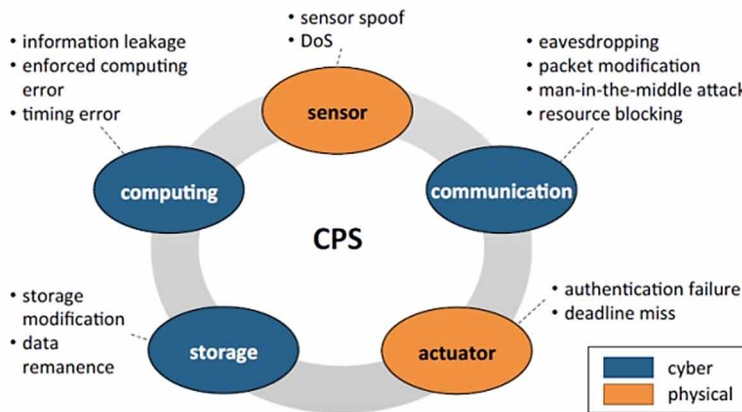 • sensor spoof
• DoS
• information leakage
• enforced computing
error
• timing error
• eavesdropping
• packet modification
• man-in-the-middle attack
• resource blocking
sensor
computing
communication
CPS
• storage
modification
• data
remanence
• authentication failure
• deadline miss
storage
actuator
cyber
physical